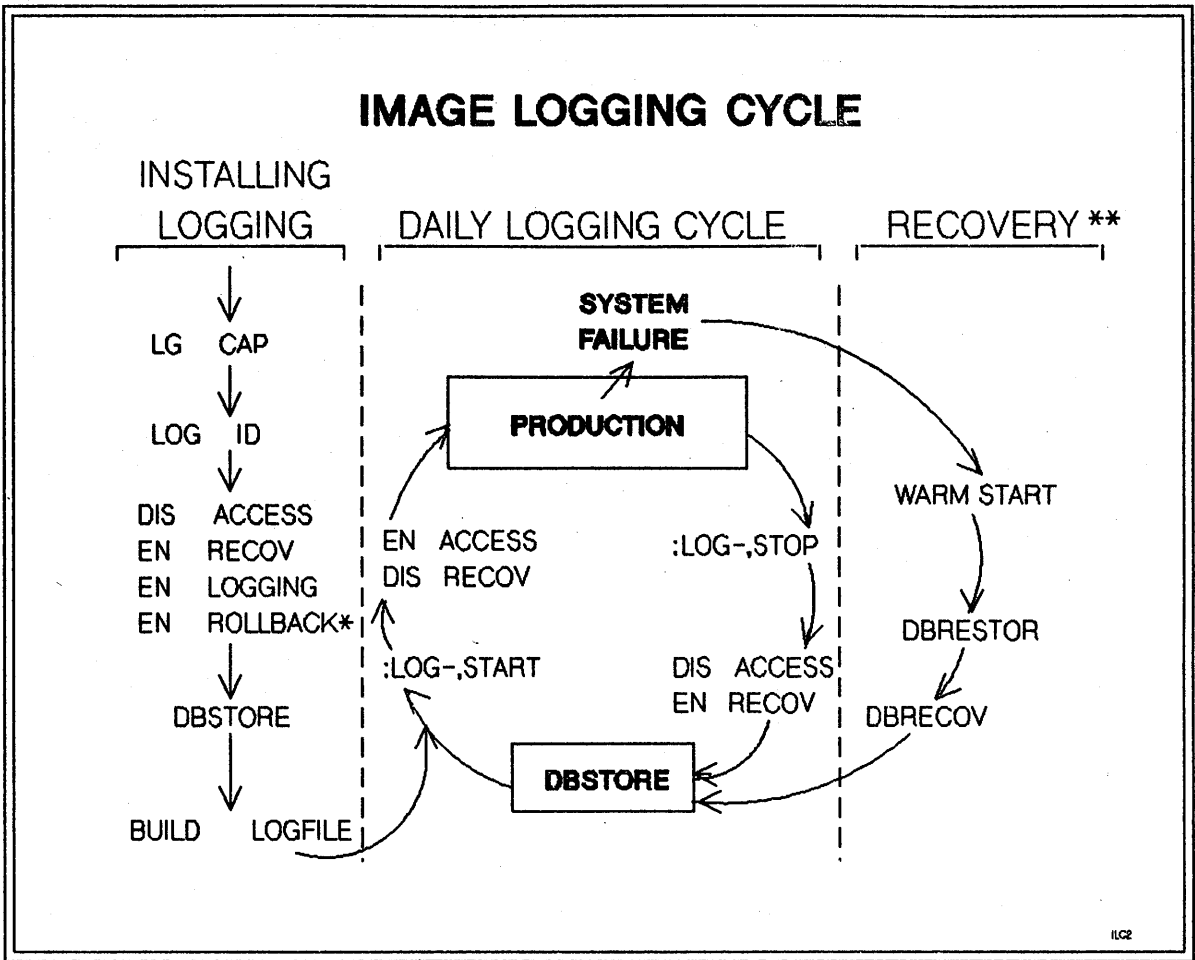 IMAGE LOGGING CYCLE
INSTALLING
LOGGING
DAILY LOGGING CYCLE
RECOVERY **
LG CAP
LOG ID
DIS ACCESS
EN RECOV
EN LOGGING
EN ROLLBACK*
DBSTORE
BUILD LOGFILE
SYSTEM
FAILURE
PRODUCTION
EN ACCESS
DIS RECOV
:LOG-,START
:LOG-,STOP
DIS ACCESS
EN RECOV
DBSTORE
WARM START
DBRESTOR
DBRECOV
ILC2